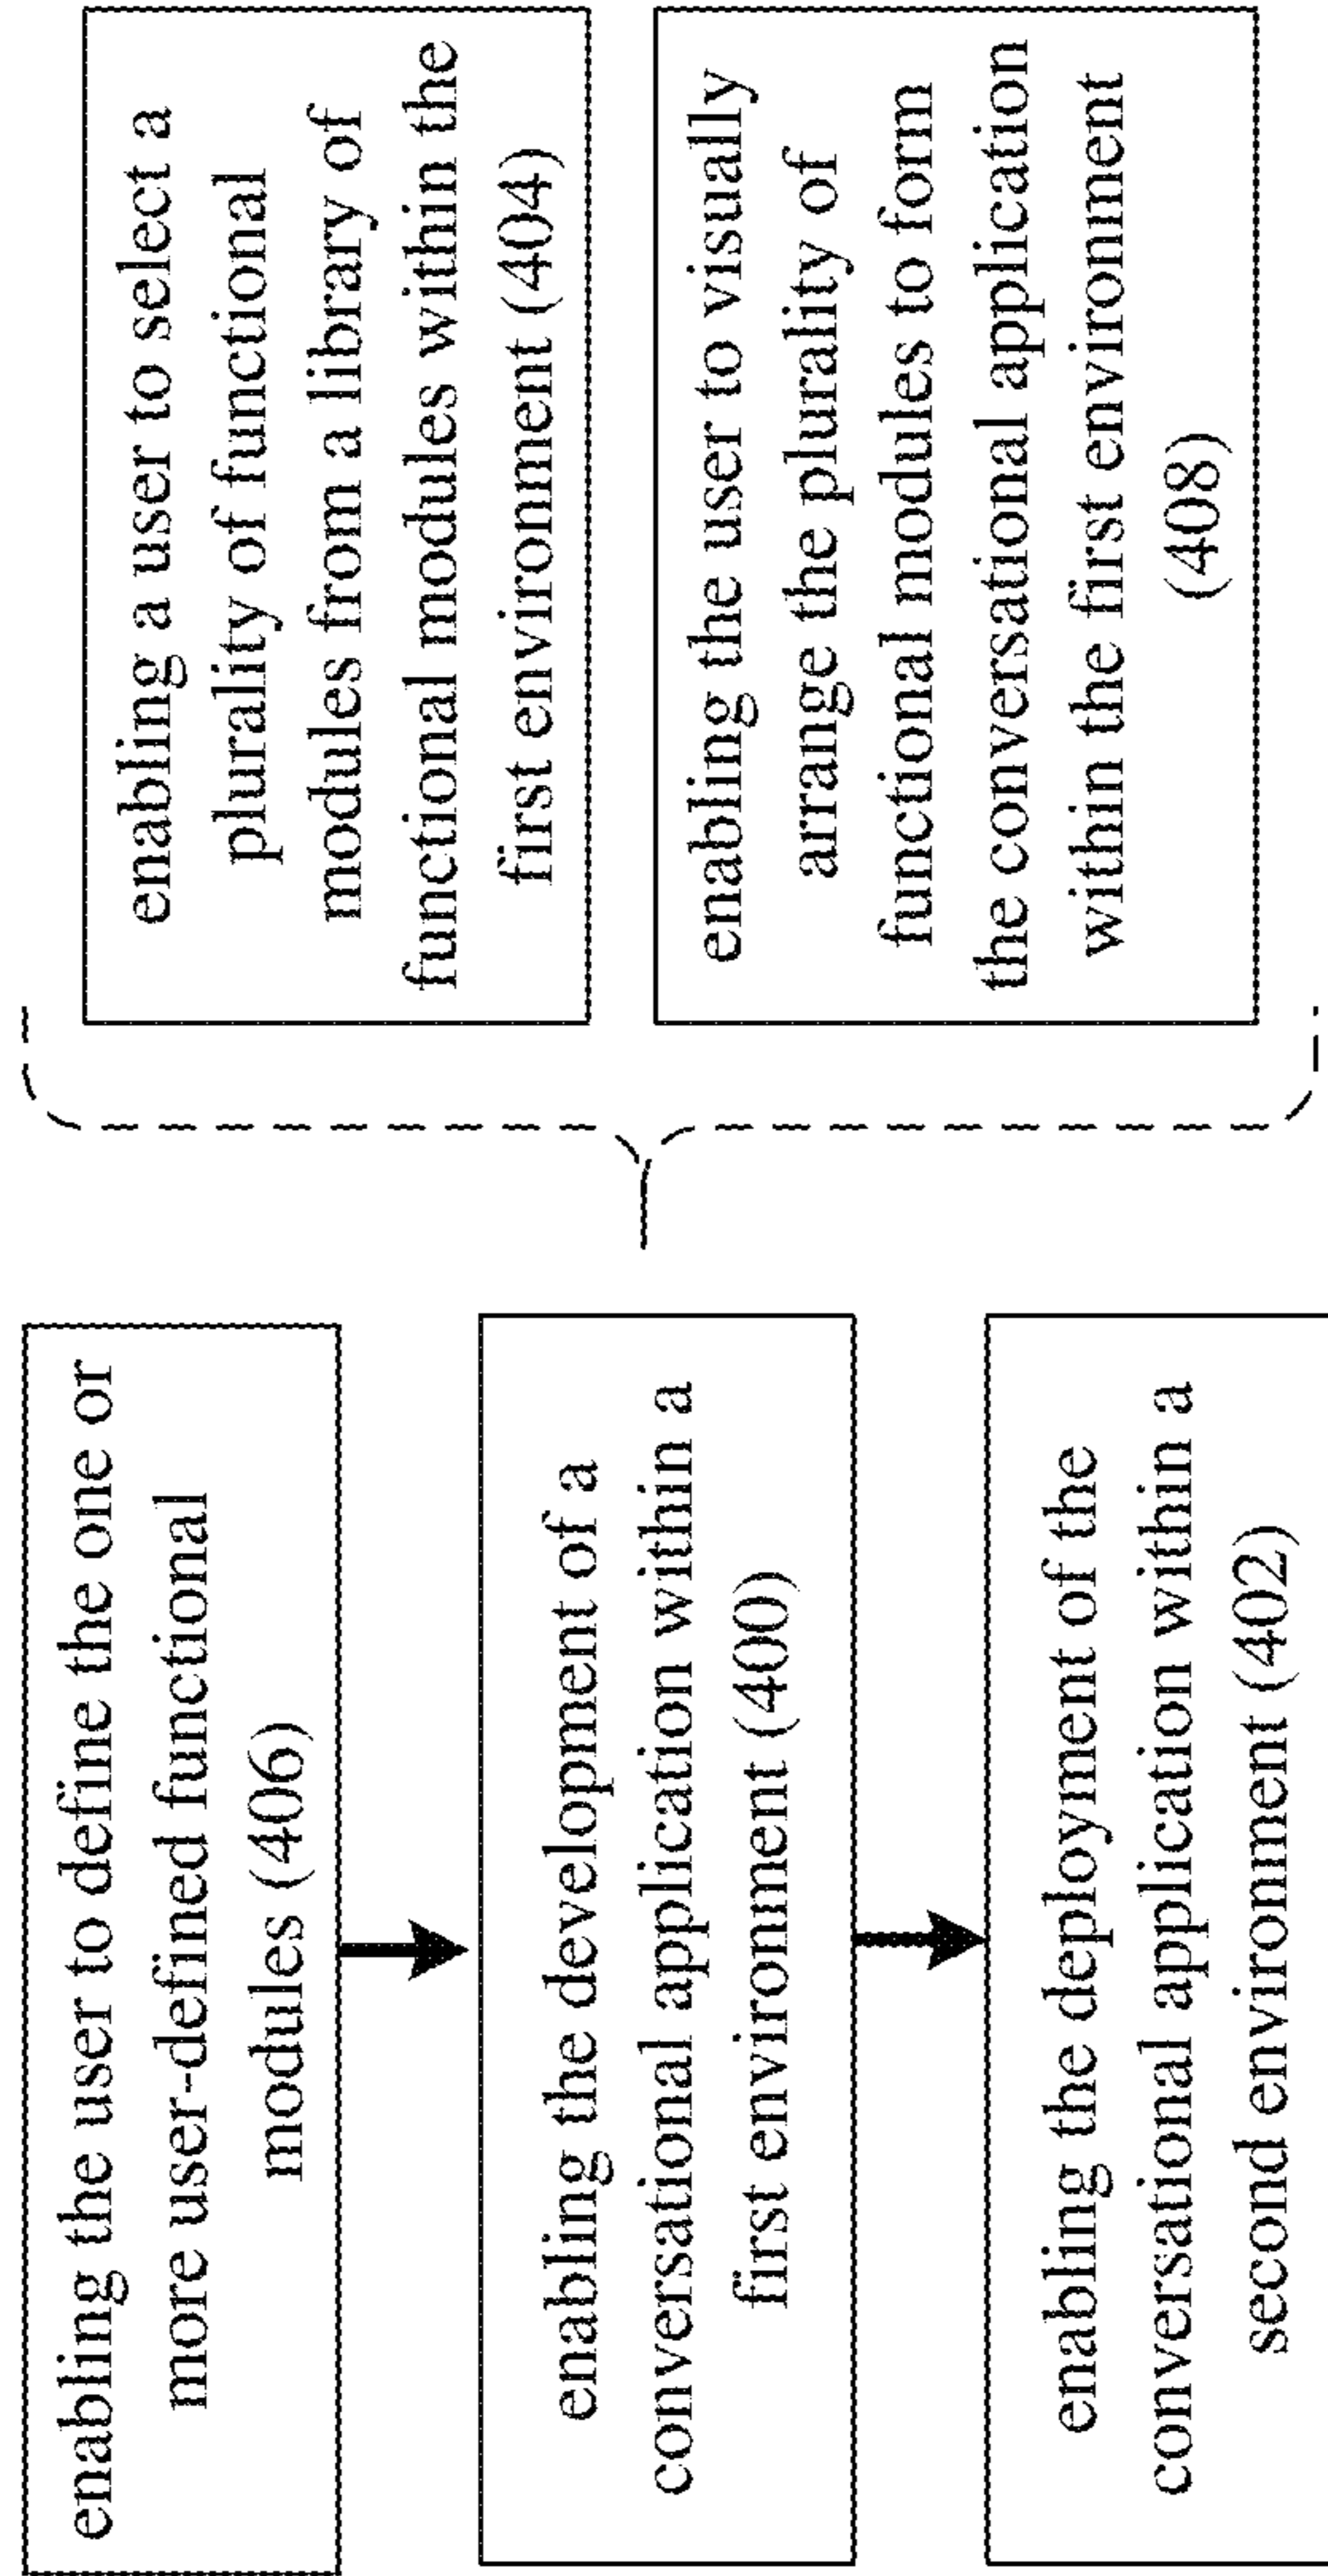 enabling the user to define the one or
more user-defined functional
modules (406)
enabling the development of a
conversational application within a
first environment (400)
enabling the deployment of the
conversational application within a
second environment (402)
enabling a user to select a
plurality of functional
modules from a library of
functional modules within the
first environment (404)
enabling the user to visually
arrange the plurality of
functional modules to form
the conversational application
within the first environment
(408)